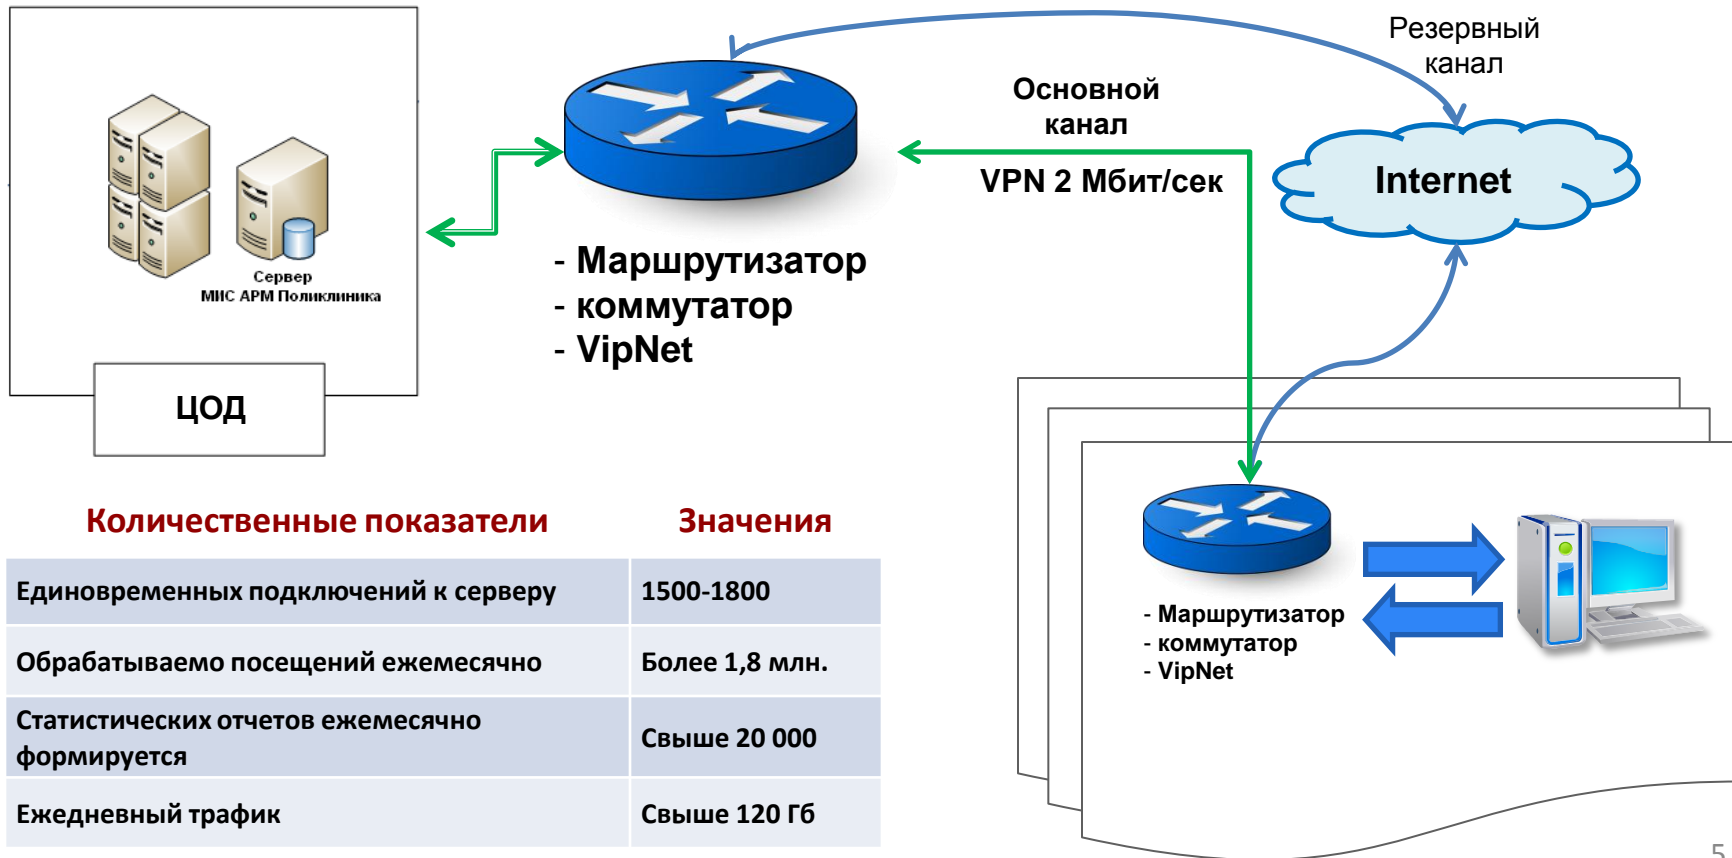 Резервный
канал
Основной
канал
VPN 2 Мбит/сек
Internet
Сервер
МИС АРМ Поликлиника
ЦОД
- Маршрутизатор
- коммутатор
- VipNet
- Маршрутизатор
- коммутатор
- VipNet
Количественные показатели Значения
Единовременных подключений к серверу 1500-1800
Обрабатываемо посещений ежемесячно Более 1,8 млн.
Статистических отчетов ежемесячно
формируется Свыше 20 000
Ежедневный трафик Свыше 120 Гб
5